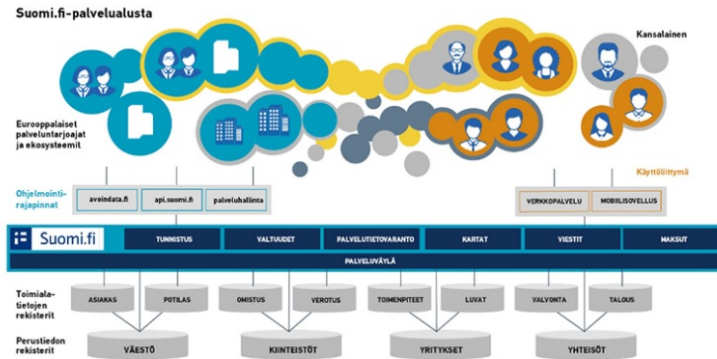 Suomi.fi-palvelualusta
Kansalainen
Eurooppalaiset
palveluntarjoajat
ja ekosysteemit
Käyttöliittymä
Ohjelmointi-
rajapinnat
avoindata.fi
api.suomi.fi
palveluhallinta
VERKKOPALVELU
MOBIILISOVELLUS
Suomi.fi
TUNNISTUS
VALTUUDET
PALVELUTIETOVARANTO
KARTAT
VIESTIT
MAKSUT
PALVELUVÄYLÄ
Toimiala-
tietojen
rekisterit
ASIAKAS
POTILAS
OMISTUS
VEROTUS
TOIMENPITEET
LUVAT
VALVONTA
TALOUS
Perustiedon
rekisterit
VÄESTÖ
KIINTEISTÖT
YRITYKSET
YHTEISÖT